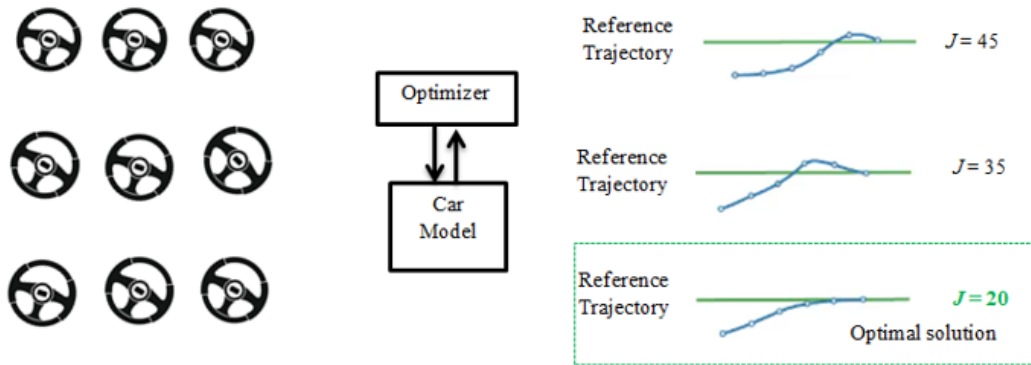 Reference
Trajectory
J = 45
Optimizer
Reference
Trajectory
J = 35
Car
Model
Reference
Trajectory
J = 20
Optimal solution